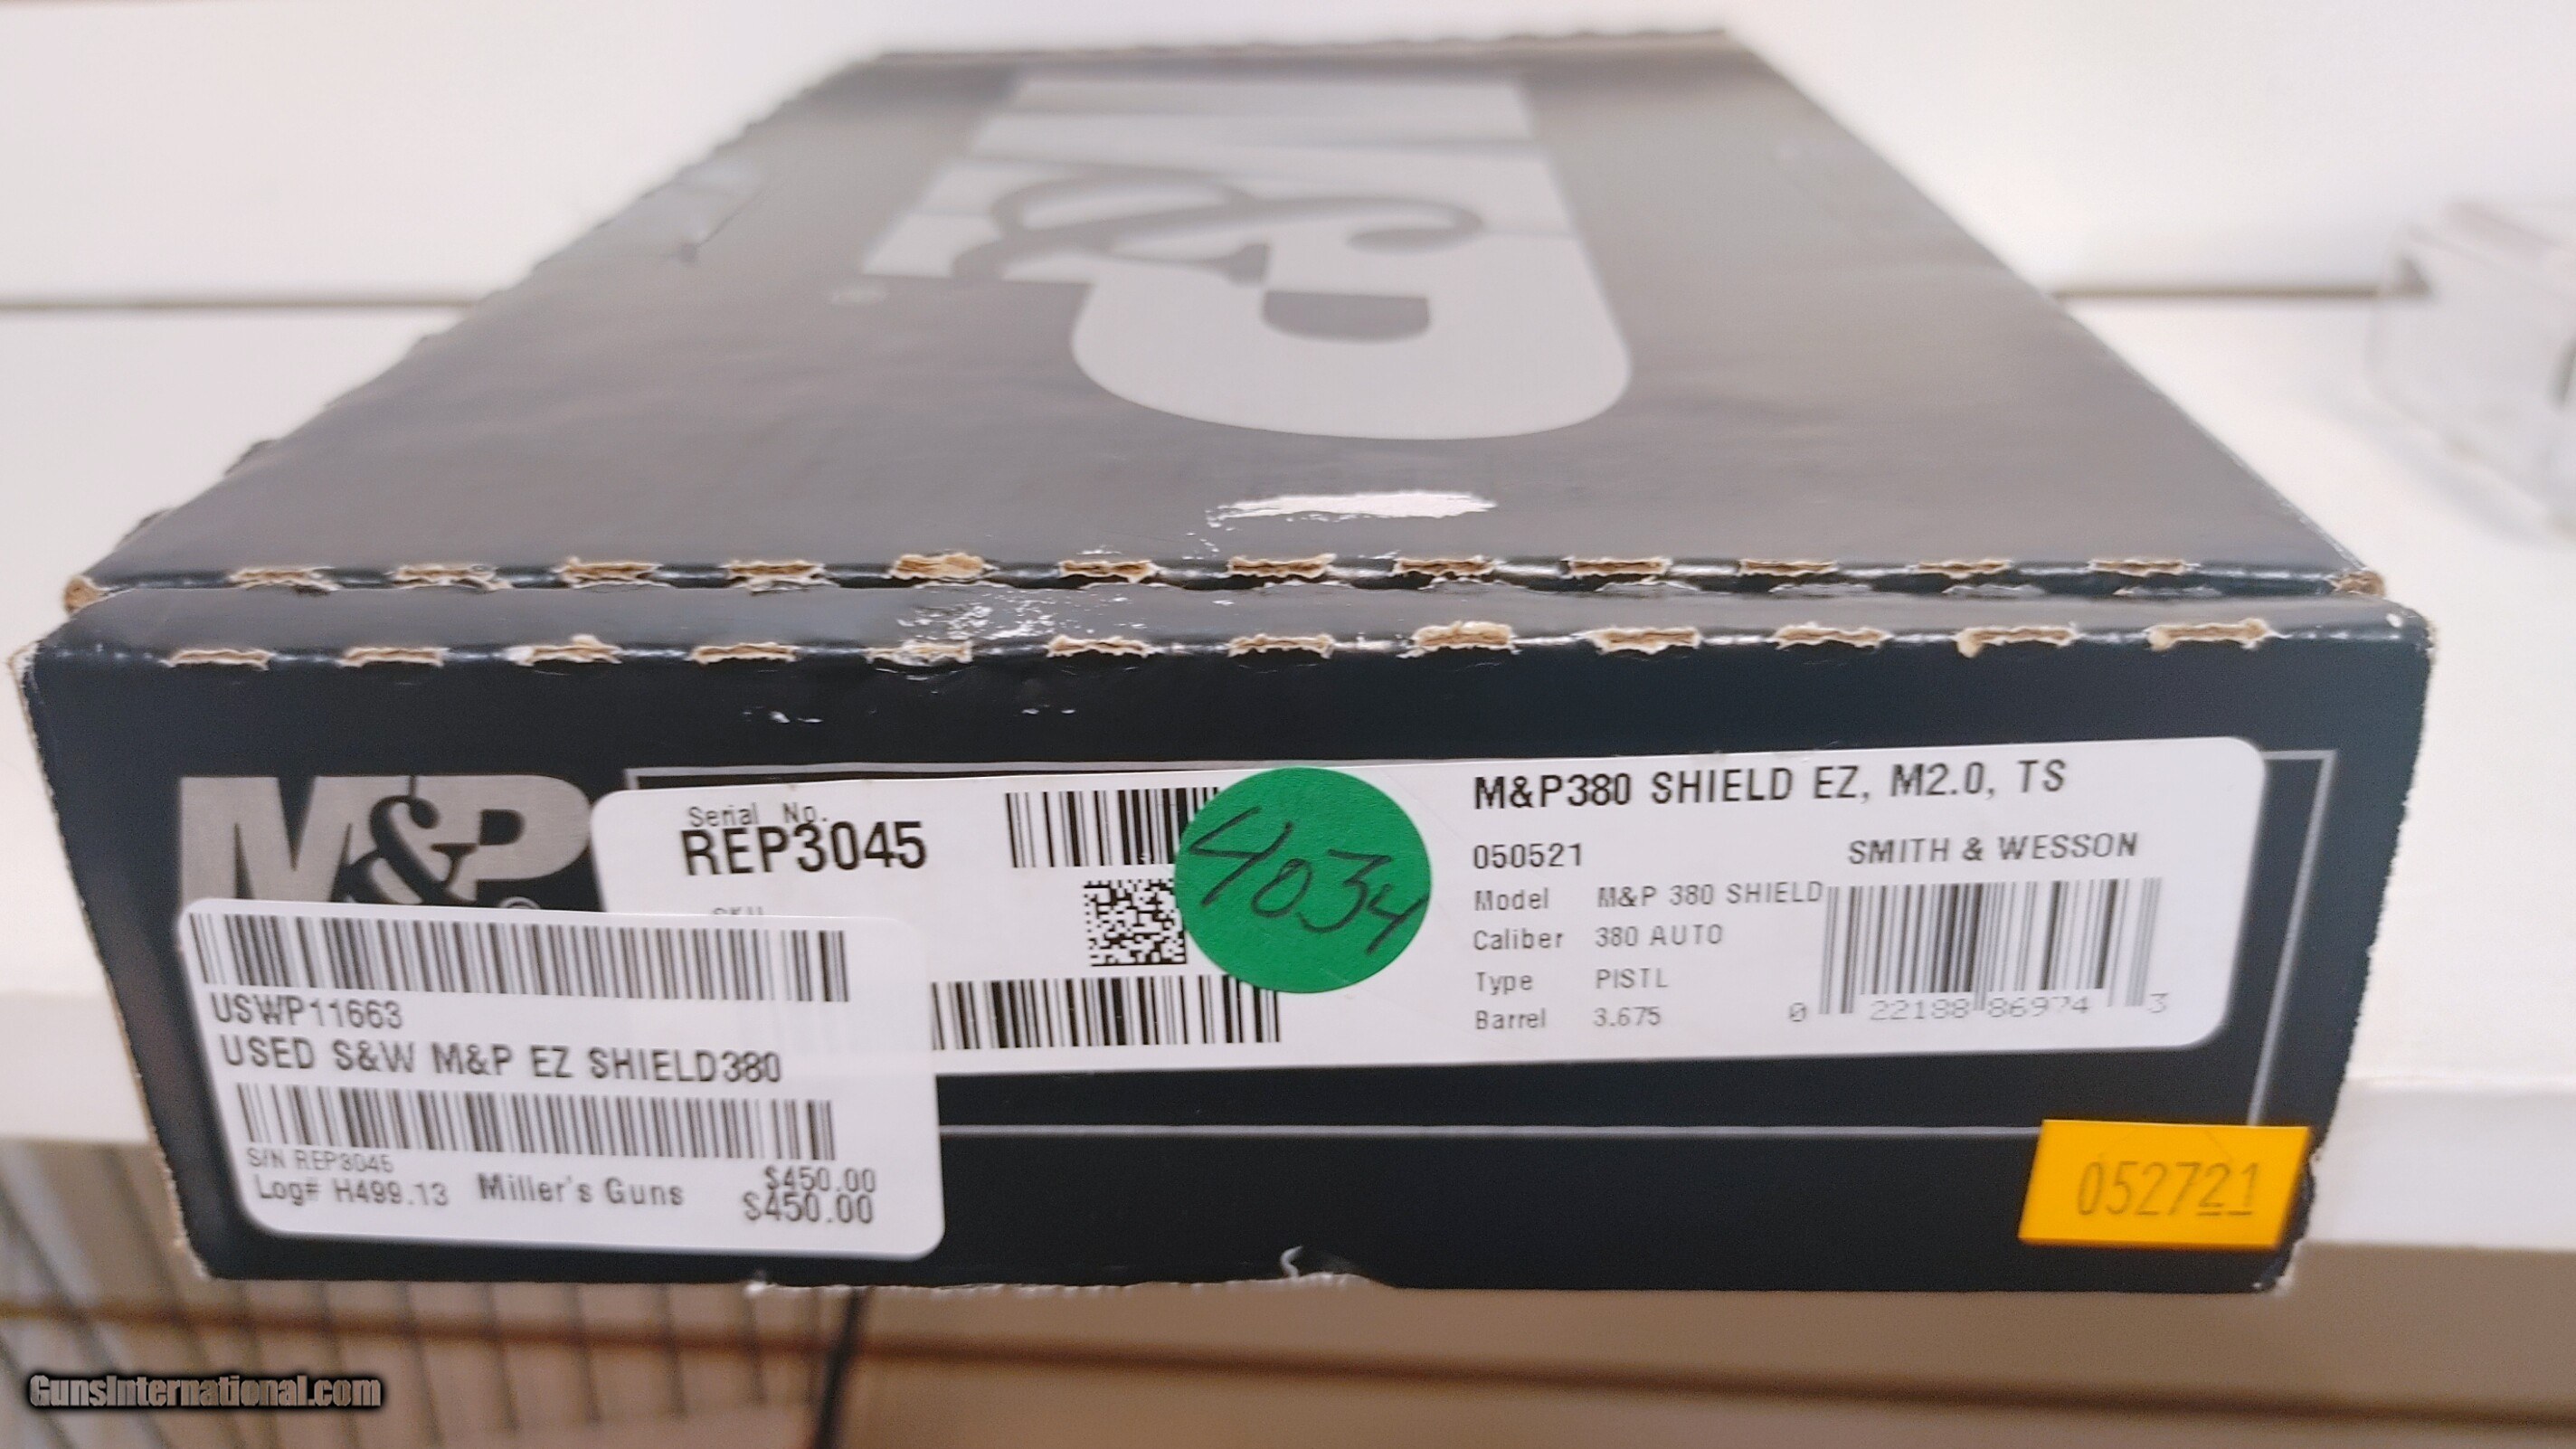 M&P
M&P
Serial No.
REP3045
SKU
4034
M&P380 SHIELD EZ, M2.0, TS
050521
SMITH & WESSON
Model M&P 380 SHIELD
Caliber 380 AUTO
Type PISTL
Barrel 3.675
0 22188 86974 3
USWP11663
USED S&W M&P EZ SHIELD380
S/N REP3045
$450.00
Log# H499.13 Miller's Guns $450.00
052721
GunsInternational.com